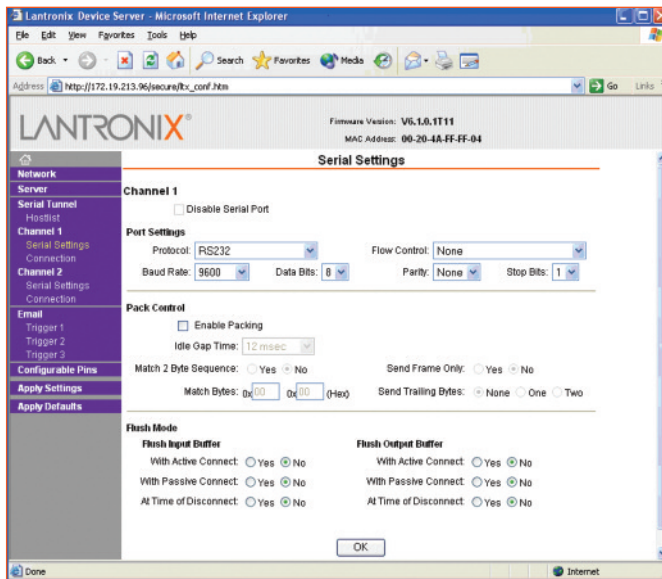 Lantronix Device Server - Microsoft Internet Explorer
File Edit View Favorites Tools Help
Back Search Favorites Media
Address http://172.19.213.96/secure/ltx_conf.htm Go Links
LANTRONIX®
Firmware Version: V6.1.0.1T11
MAC Address: 00-20-4A-FF-FF-04
Serial Settings
Network
Server
Serial Tunnel
Hostlist
Channel 1
Serial Settings
Connection
Channel 2
Serial Settings
Connection
Email
Trigger 1
Trigger 2
Trigger 3
Configurable Pins
Apply Settings
Apply Defaults
Channel 1
Disable Serial Port
Port Settings
Protocol: RS232 Flow Control: None
Baud Rate: 9600 Data Bits: 8 Parity: None Stop Bits: 1
Pack Control
Enable Packing
Idle Gap Time: 12 msec
Match 2 Byte Sequence: Yes No Send Frame Only: Yes No
Match Bytes: 0x00 0x00 (Hex) Send Trailing Bytes: None One Two
Flush Mode
Flush Input Buffer Flush Output Buffer
With Active Connect: Yes No With Active Connect: Yes No
With Passive Connect: Yes No With Passive Connect: Yes No
At Time of Disconnect: Yes No At Time of Disconnect: Yes No
OK
Done Internet